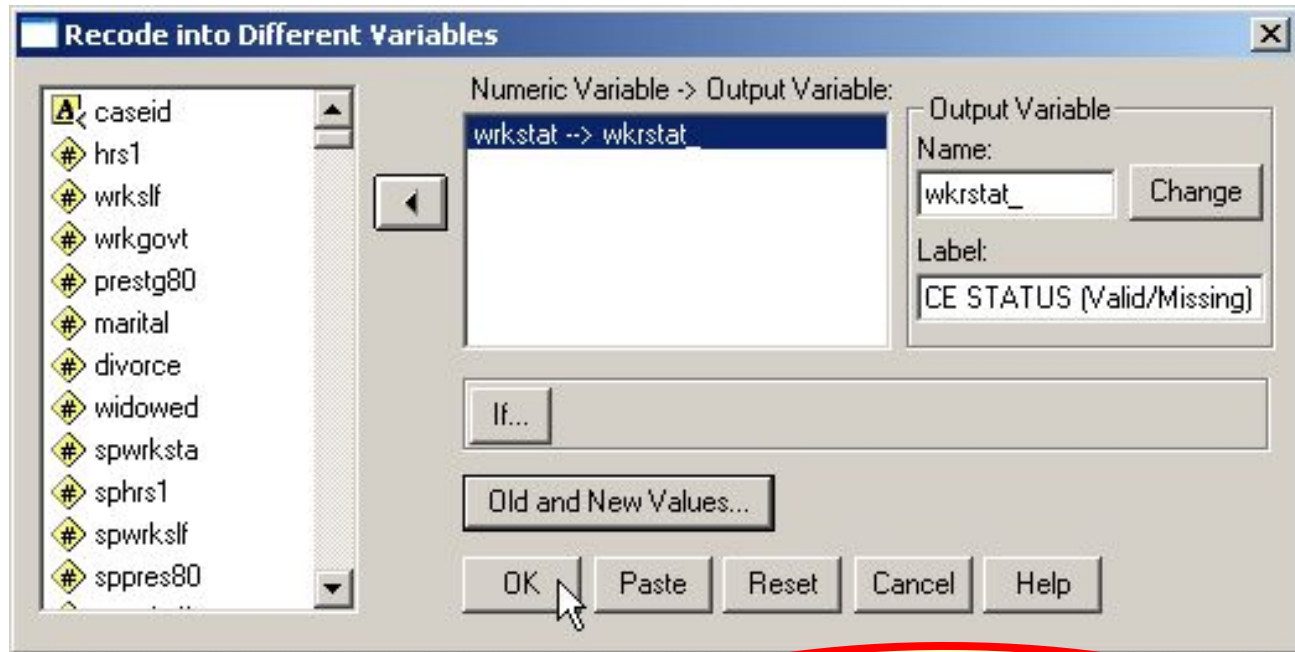 Recode into Different Variables
caseid
hrs1
wrkslf
wrkgovt
prestg80
marital
divorce
widowed
spwrksta
sphrs1
spwrkslf
sppres80
Numeric Variable -> Output Variable:
wrkstat --> wkrstat_
Output Variable
Name:
wkrstat_
Change
Label:
CE STATUS (Valid/Missing)
If...
Old and New Values...
OK
Paste
Reset
Cancel
Help